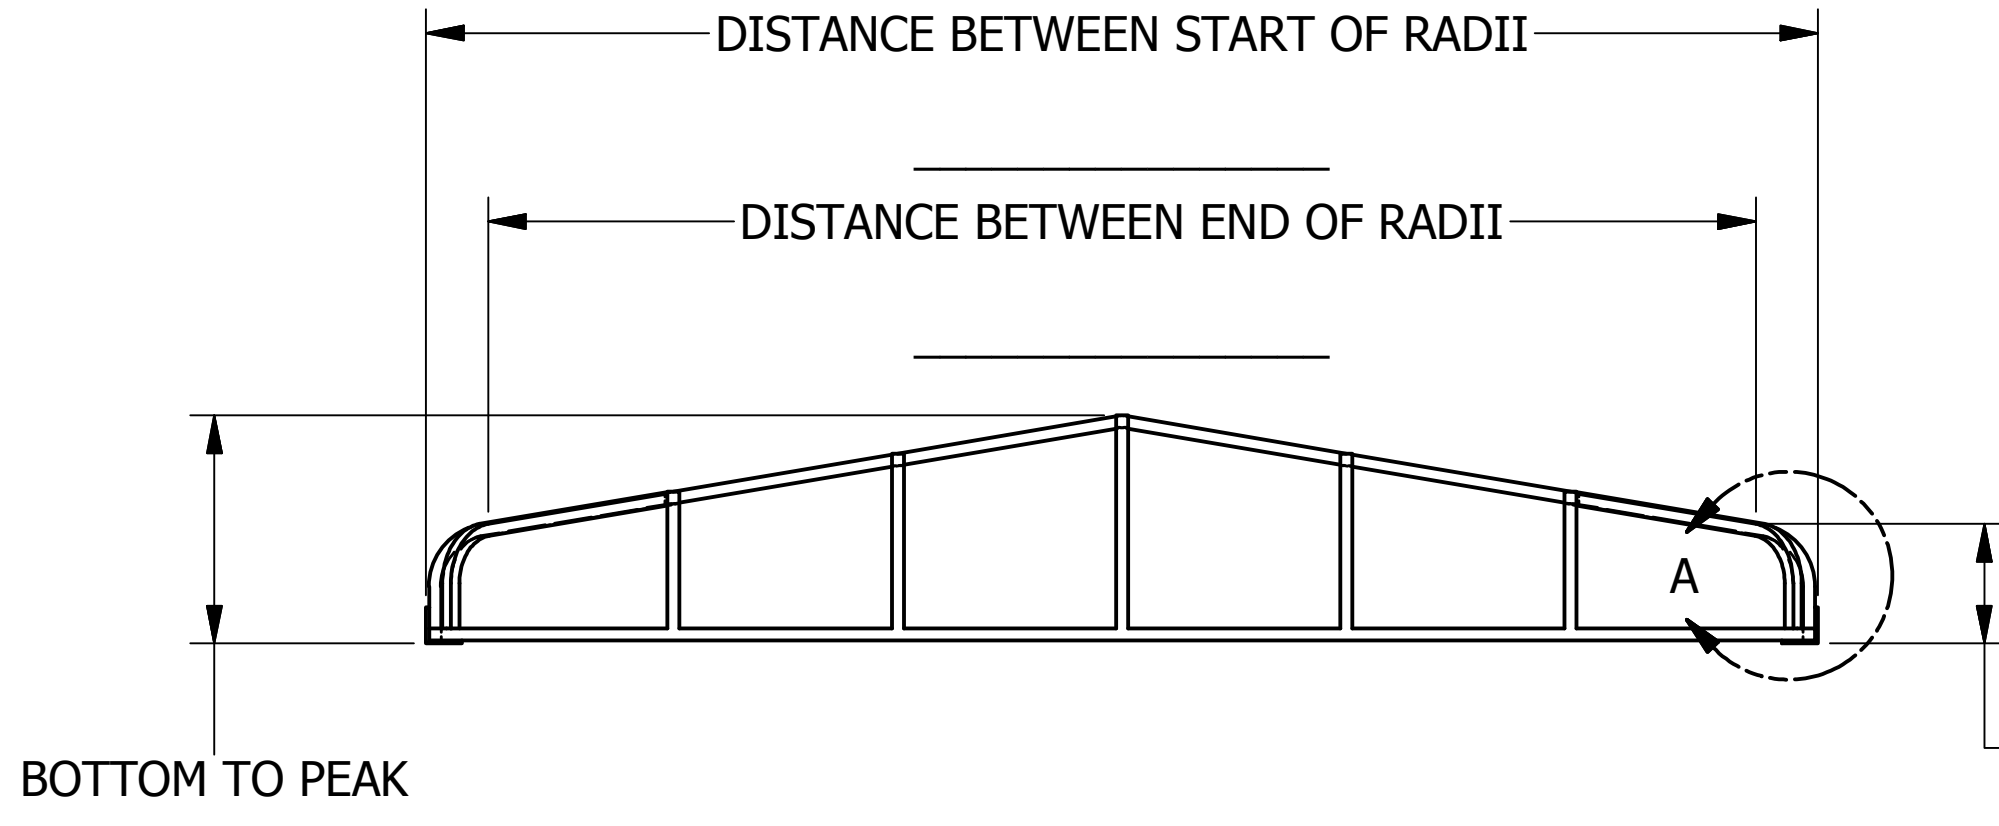 DISTANCE BETWEEN START OF RADII
DISTANCE BETWEEN END OF RADII
A
BOTTOM TO PEAK